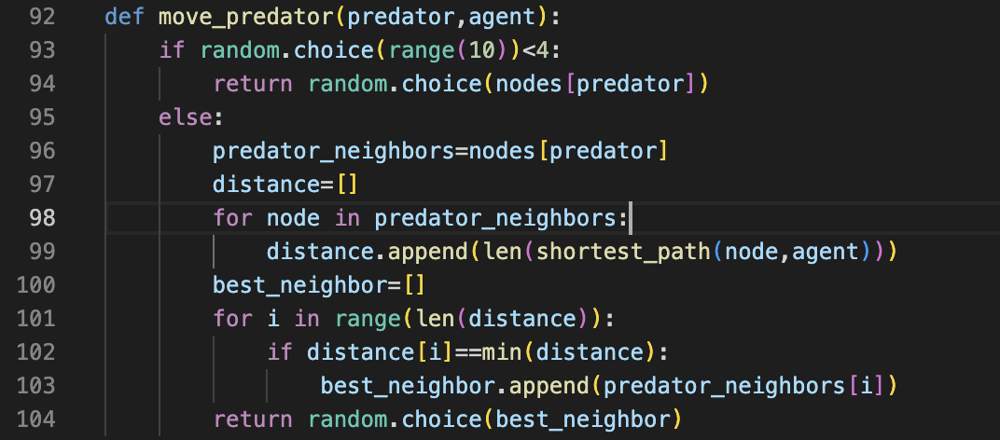 92 def move_predator(predator,agent):
93     if random.choice(range(10))<4:
94         return random.choice(nodes[predator])
95     else:
96         predator_neighbors=nodes[predator]
97         distance=[]
98         for node in predator_neighbors:
99             distance.append(len(shortest_path(node,agent)))
100         best_neighbor=[]
101         for i in range(len(distance)):
102             if distance[i]==min(distance):
103                 best_neighbor.append(predator_neighbors[i])
104         return random.choice(best_neighbor)